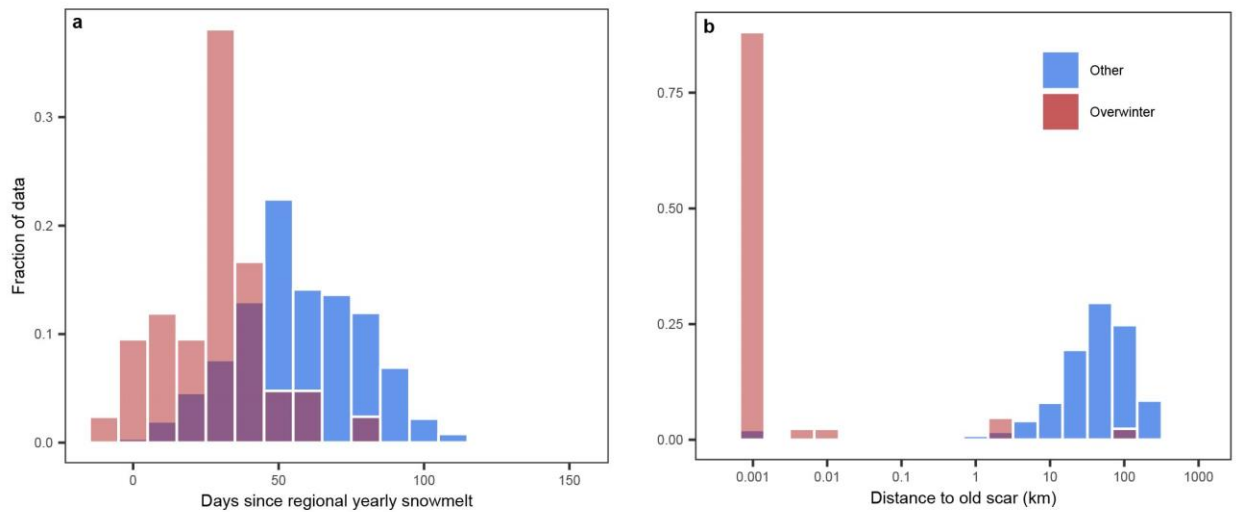 a
0.3
0.2
0.1
0.0
Fraction of data
0 50 100 150
Days since regional yearly snowmelt
b
Other
Overwinter
0.75
0.50
0.25
0.00
0.001 0.01 0.1 1 10 100 1000
Distance to old scar (km)